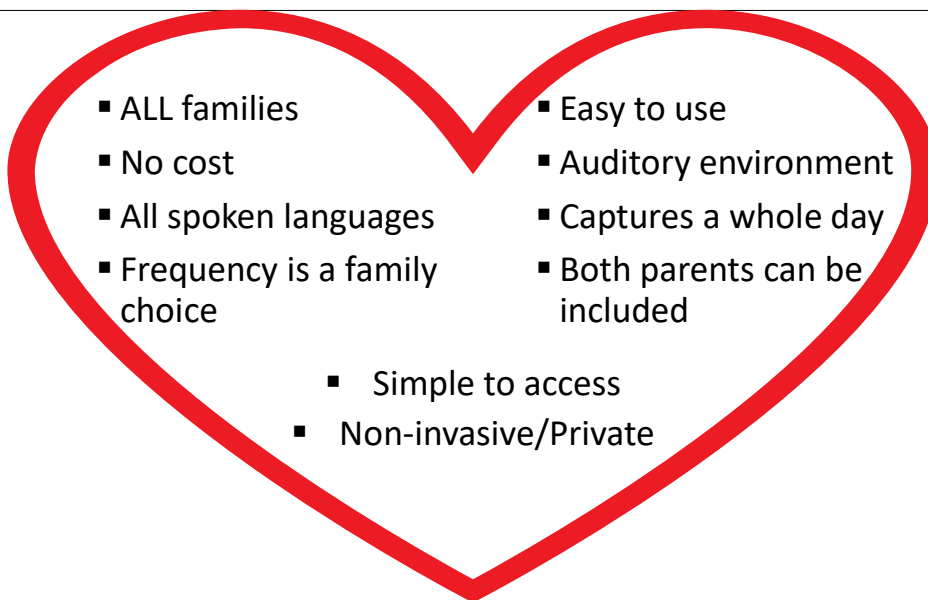 ▪ ALL families
▪ No cost
▪ All spoken languages
▪ Frequency is a family
choice
▪ Easy to use
▪ Auditory environment
▪ Captures a whole day
▪ Both parents can be
included
▪ Simple to access
▪ Non-invasive/Private